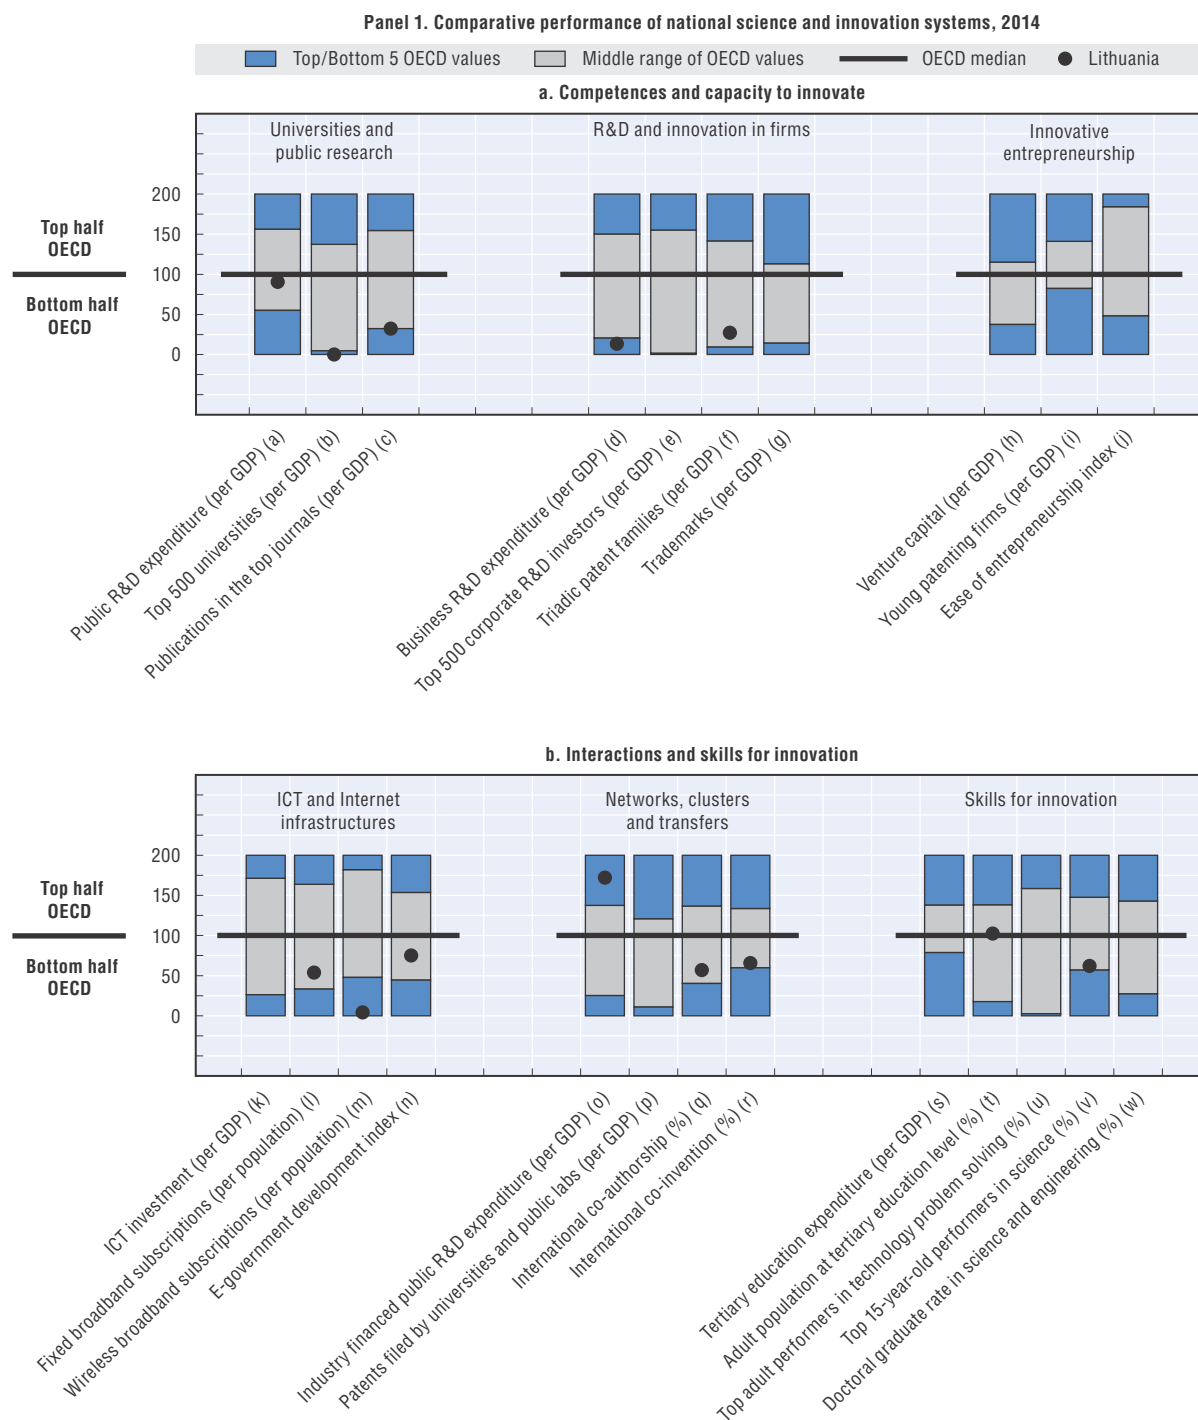 Panel 1. Comparative performance of national science and innovation systems, 2014
Top/Bottom 5 OECD values
Middle range of OECD values
OECD median
Lithuania
a. Competences and capacity to innovate
Universities and
public research
R&D and innovation in firms
Innovative
entrepreneurship
200
150
100
50
0
Top half
OECD
Bottom half
OECD
Public R&D expenditure (per GDP) (a)
Top 500 universities (per GDP) (b)
Publications in the top journals (per GDP) (c)
Business R&D expenditure (per GDP) (d)
Top 500 corporate R&D investors (per GDP) (e)
Triadic patent families (per GDP) (f)
Trademarks (per GDP) (g)
Venture capital (per GDP) (h)
Young patenting firms (per GDP) (i)
Ease of entrepreneurship index (j)
b. Interactions and skills for innovation
ICT and Internet
infrastructures
Networks, clusters
and transfers
Skills for innovation
200
150
100
50
0
Top half
OECD
Bottom half
OECD
ICT investment (per GDP) (k)
Fixed broadband subscriptions (per population) (l)
Wireless broadband subscriptions (per population) (m)
E-government development index (n)
Industry financed public R&D expenditure (per GDP) (o)
Patents filed by universities and public labs (per GDP) (p)
International co-authorship (%) (q)
International co-invention (%) (r)
Tertiary education expenditure (per GDP) (s)
Adult population at tertiary education level (%) (t)
Top adult performers in technology problem solving (%) (u)
Top 15-year-old performers in science (%) (v)
Doctoral graduate rate in science and engineering (%) (w)